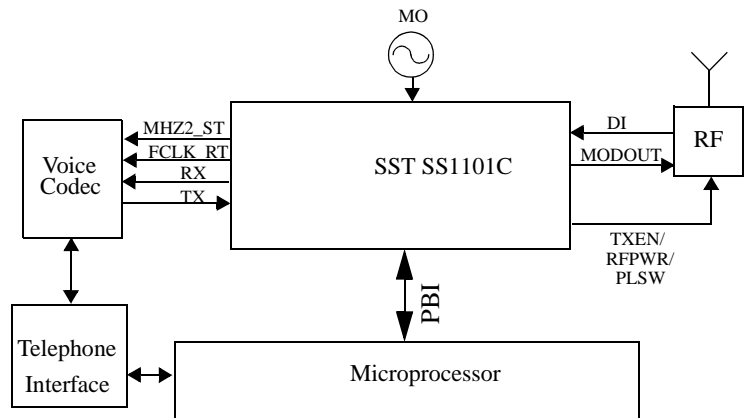 MO
MHZ2_ST
FCLK_RT
RX
TX
Voice
Codec
SST SS1101C
DI
MODOUT
RF
TXEN/
RFPWR/
PLSW
PBI
Telephone
Interface
Microprocessor